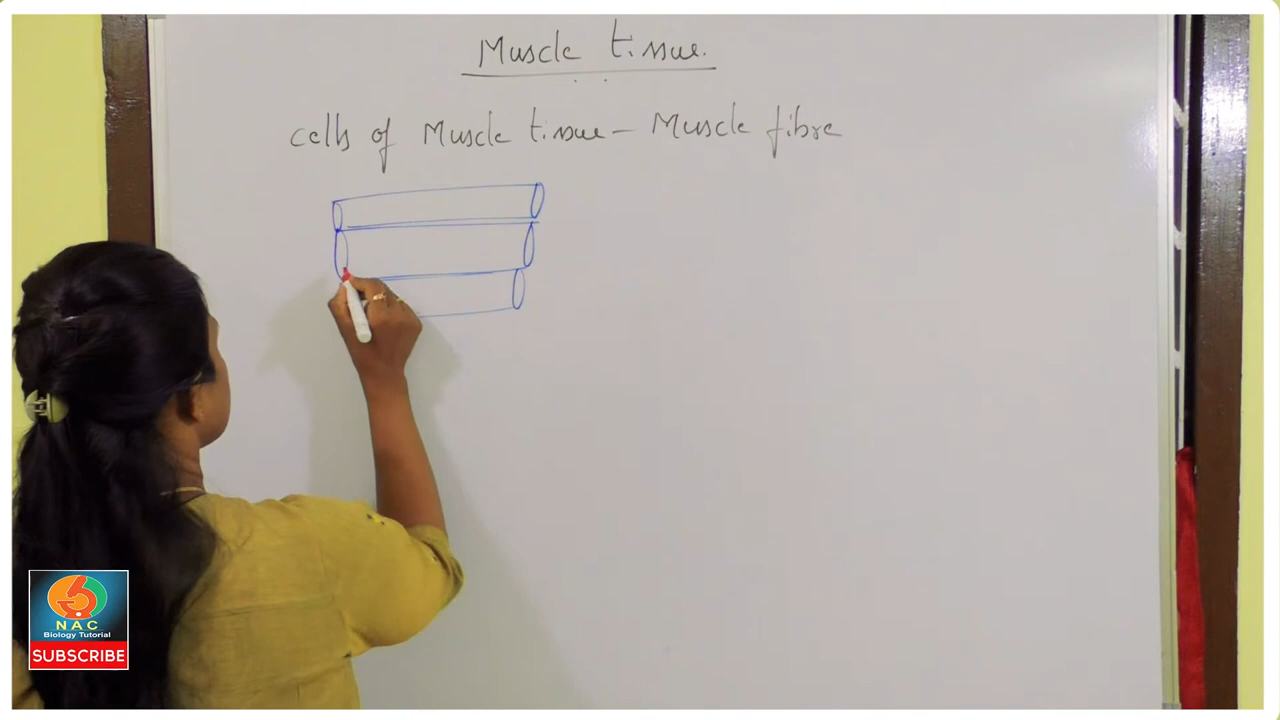 Muscle tissue.
cells of Muscle tissue - Muscle fibre
NAC
Biology Tutorial
SUBSCRIBE